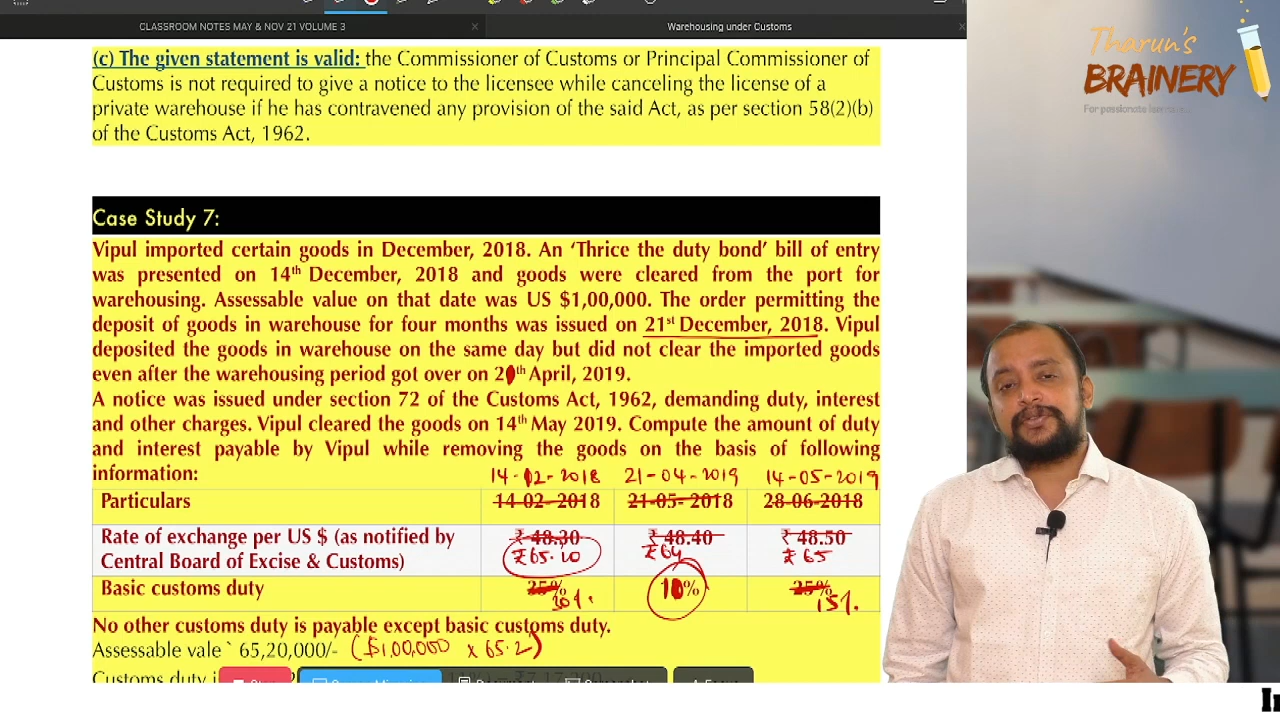 CLASSROOM NOTES MAY & NOV 21 VOLUME 3
Warehousing under Customs
Tharun's
BRAINERY
(c) The given statement is valid: the Commissioner of Customs or Principal Commissioner of
Customs is not required to give a notice to the licensee while canceling the license of a
private warehouse if he has contravened any provision of the said Act, as per section 58(2)(b)
of the Customs Act, 1962.
Case Study 7:
Vipul imported certain goods in December, 2018. An ‘Thrice the duty bond’ bill of entry
was presented on 14th December, 2018 and goods were cleared from the port for
warehousing. Assessable value on that date was US $1,00,000. The order permitting the
deposit of goods in warehouse for four months was issued on 21st December, 2018. Vipul
deposited the goods in warehouse on the same day but did not clear the imported goods
even after the warehousing period got over on 20th April, 2019.
A notice was issued under section 72 of the Customs Act, 1962, demanding duty, interest
and other charges. Vipul cleared the goods on 14th May 2019. Compute the amount of duty
and interest payable by Vipul while removing the goods on the basis of following
information:
14-12-2018 21-04-2019 14-05-2019
Particulars 14-02-2018 21-05-2018 28-06-2018
Rate of exchange per US $ (as notified by ₹ 48.30 ₹ 48.40 ₹ 48.50
Central Board of Excise & Customs) ₹65.20 ₹64 ₹65
Basic customs duty 10% 25%
15%.
No other customs duty is payable except basic customs duty.
Assessable vale ` 65,20,000/- ($1,00,000 x 65.2)
Customs duty